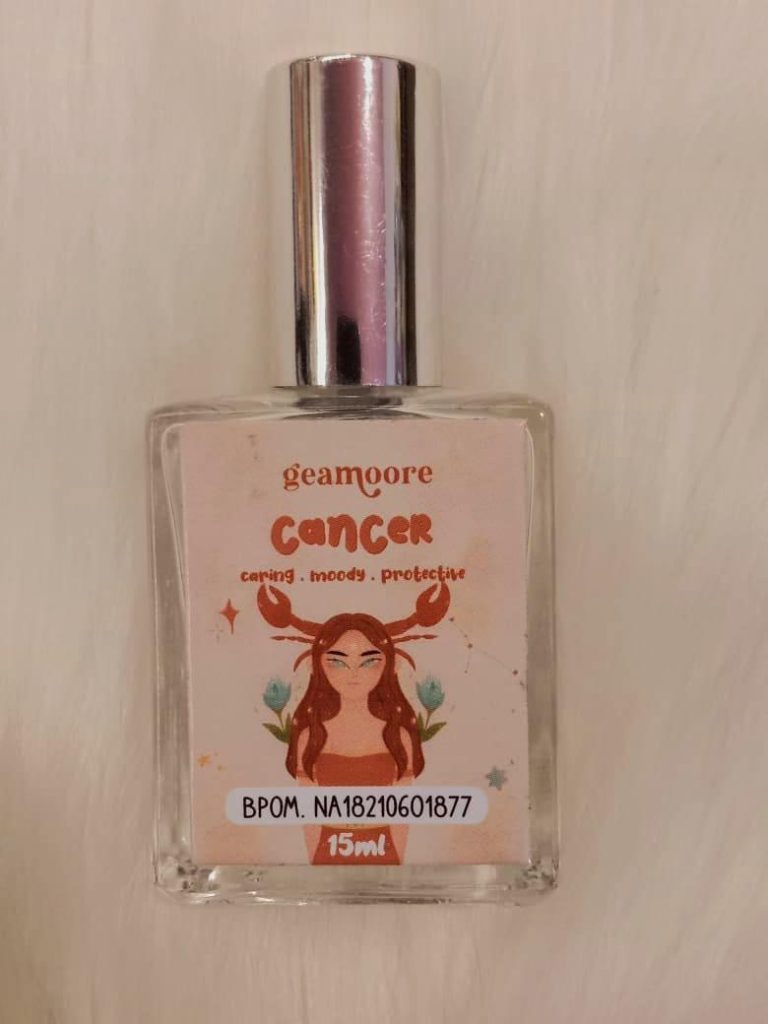 geamoore
cancer
caring . moody . protective
BPOM. NA18210601877
15ml